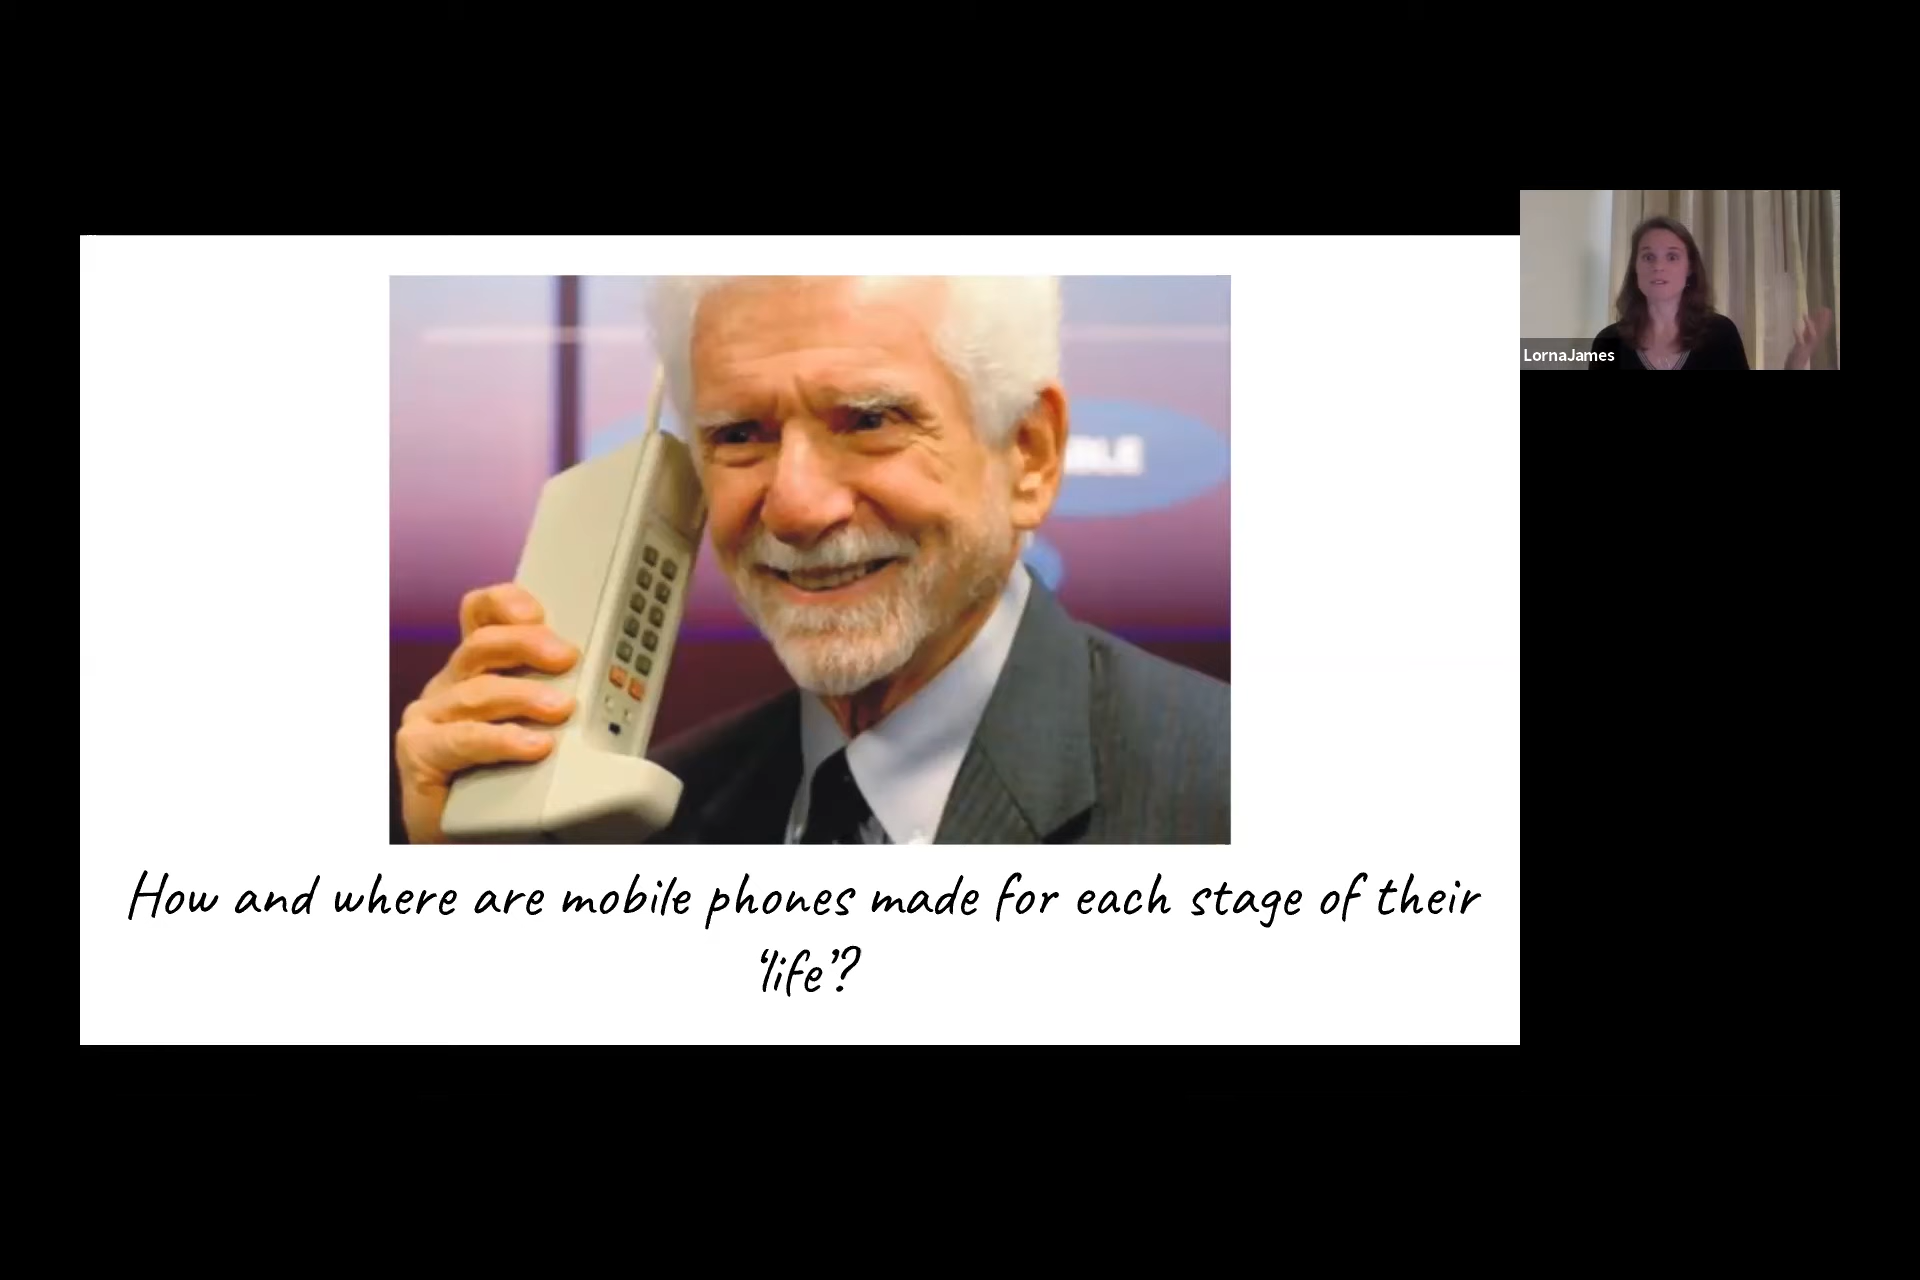 LornaJames
How and where are mobile phones made for each stage of their
‘life’?